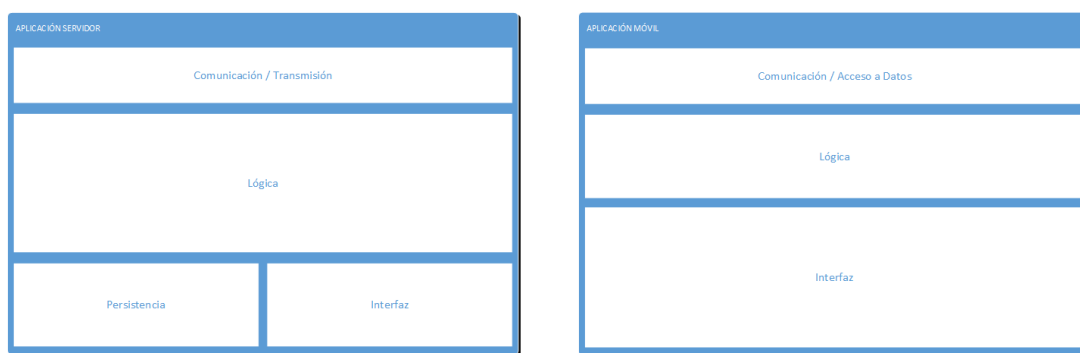 APLICACIÓN SERVIDOR
Comunicación / Transmisión
Lógica
Persistencia
Interfaz
APLICACIÓN MÓVIL
Comunicación / Acceso a Datos
Lógica
Interfaz